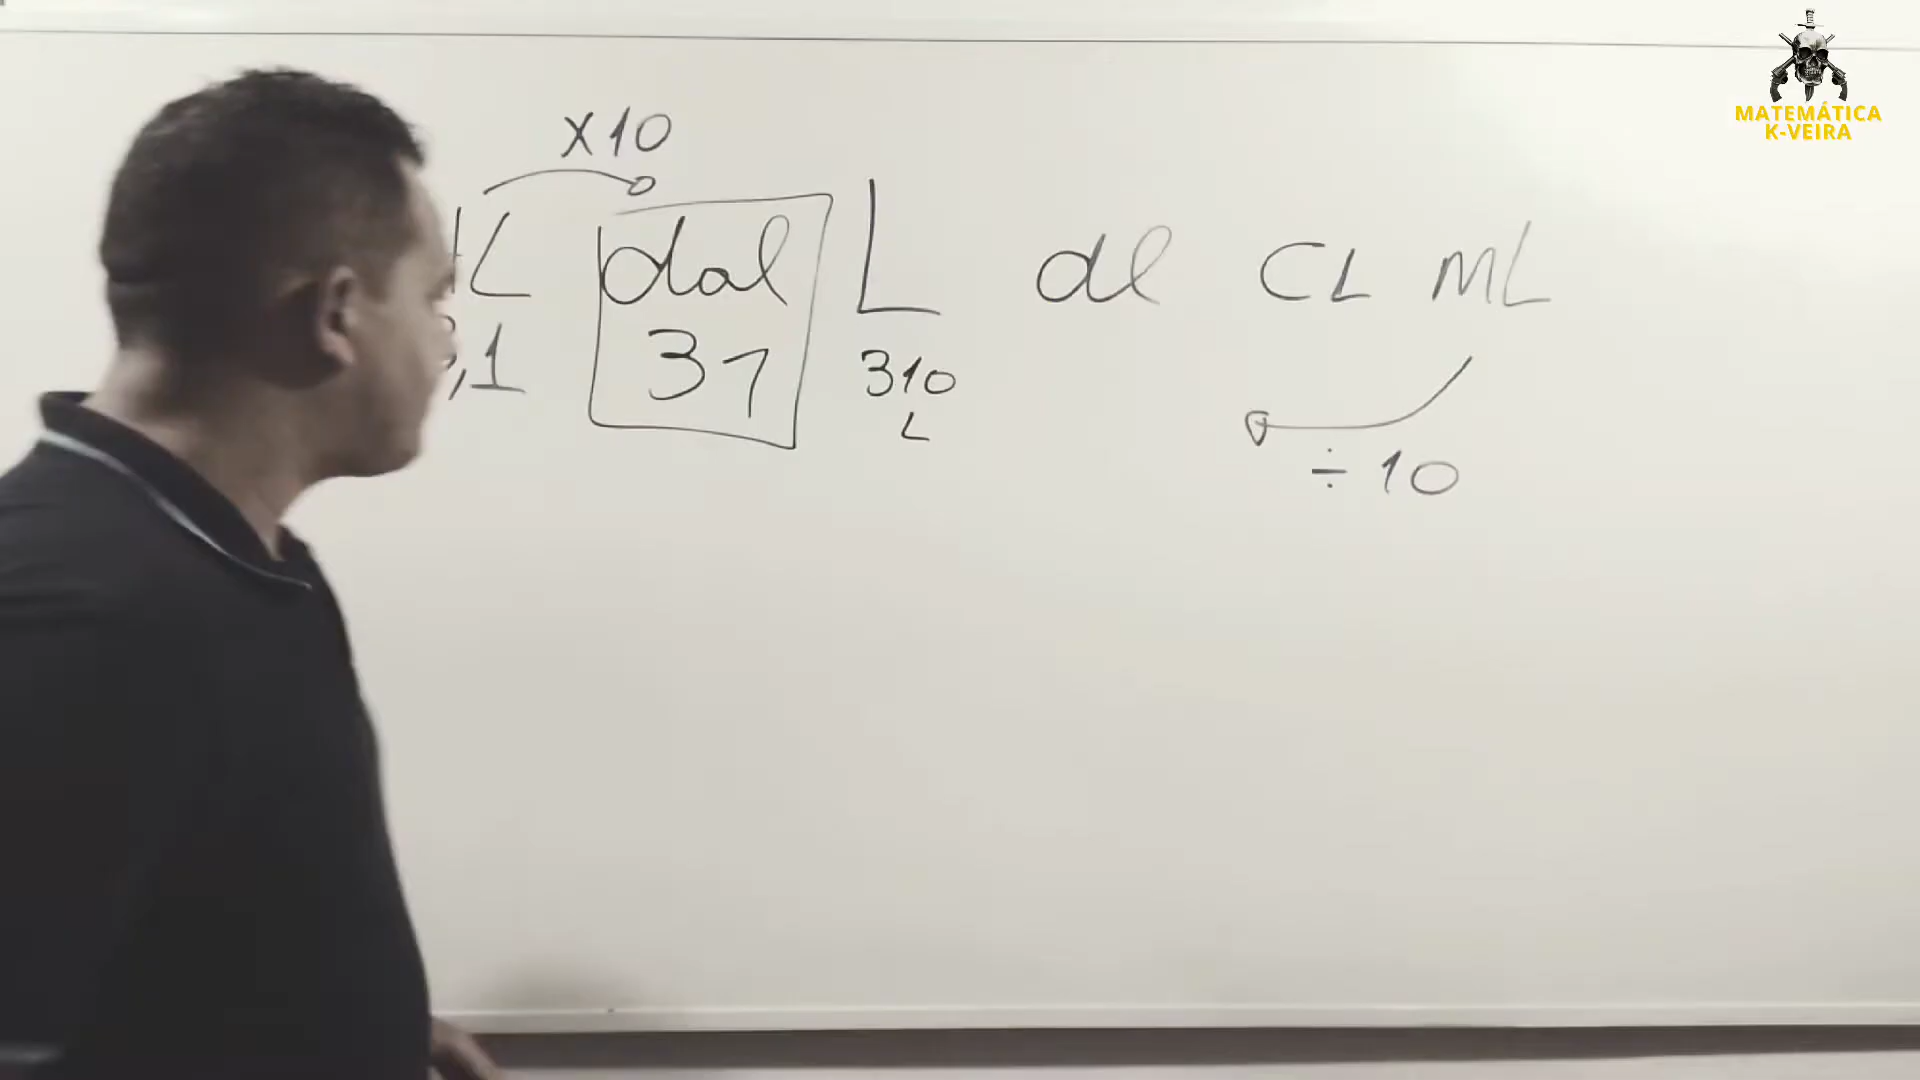 MATEMÁTICA
K-VEIRA
x10
L dal L dl CL ML
,1 31 310
L
÷ 10